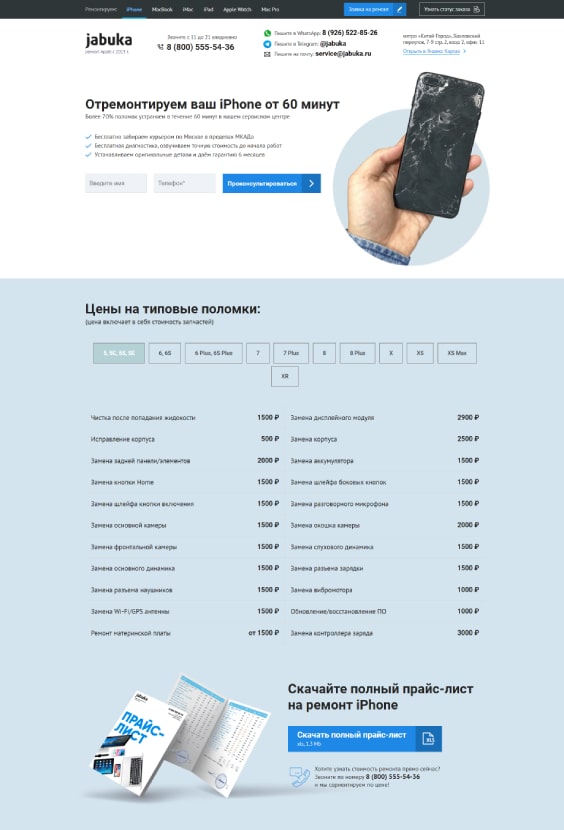 Ремонтируем: iPhone MacBook iMac iPad Apple Watch Mac Pro Заявка на ремонт Узнать статус заказа
jabuka
ремонт Apple с 2007 г.
Звоните с 11 до 21 ежедневно
8 (800) 555-54-36
Пишите в WhatsApp: 8 (926) 522-85-26
Пишите в Telegram: @jabuka
Пишите на почту: service@jabuka.ru
метро «Китай Город», Хохловский
переулок, 7-9 стр.2, вход 2, офис 11
Открыть в Яндекс Картах
Отремонтируем ваш iPhone от 60 минут
Более 70% поломок устраняем в течение 60 минут в нашем сервисном центре
Бесплатно забираем курьером по Москве в пределах МКАДа
Бесплатная диагностика, озвучиваем точную стоимость до начала работ
Устанавливаем оригинальные детали и даём гарантию 6 месяцев
Введите имя Телефон* Проконсультироваться
Цены на типовые поломки:
(цена включает в себя стоимость запчастей)
5, 5C, 5S, SE 6, 6S 6 Plus, 6S Plus 7 7 Plus 8 8 Plus X XS XS Max
XR
Чистка после попадания жидкости 1500 ₽ Замена дисплейного модуля 2900 ₽
Исправление корпуса 500 ₽ Замена корпуса 2500 ₽
Замена задней панели/элементов 2000 ₽ Замена аккумулятора 1500 ₽
Замена кнопки Home 1500 ₽ Замена шлейфа боковых кнопок 1500 ₽
Замена шлейфа кнопки включения 1500 ₽ Замена разговорного микрофона 1500 ₽
Замена основной камеры 1500 ₽ Замена окошка камеры 2000 ₽
Замена фронтальной камеры 1500 ₽ Замена слухового динамика 1500 ₽
Замена основного динамика 1500 ₽ Замена разъема зарядки 1500 ₽
Замена разъема наушников 1500 ₽ Замена вибромотора 1000 ₽
Замена Wi-Fi/GPS антенны 1500 ₽ Обновление/восстановление ПО 1000 ₽
Ремонт материнской платы от 1500 ₽ Замена контроллера заряда 3000 ₽
jabuka
ПРАЙС-
ЛИСТ
Скачайте полный прайс-лист
на ремонт iPhone
Скачать полный прайс-лист
xls, 1.3 Mb
XLS
Хотите узнать стоимость ремонта прямо сейчас?
Звоните по номеру 8 (800) 555-54-36
и мы сориентируем по цене!